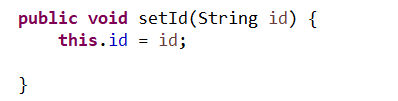 public void setId(String id) {
    this.id = id;

}